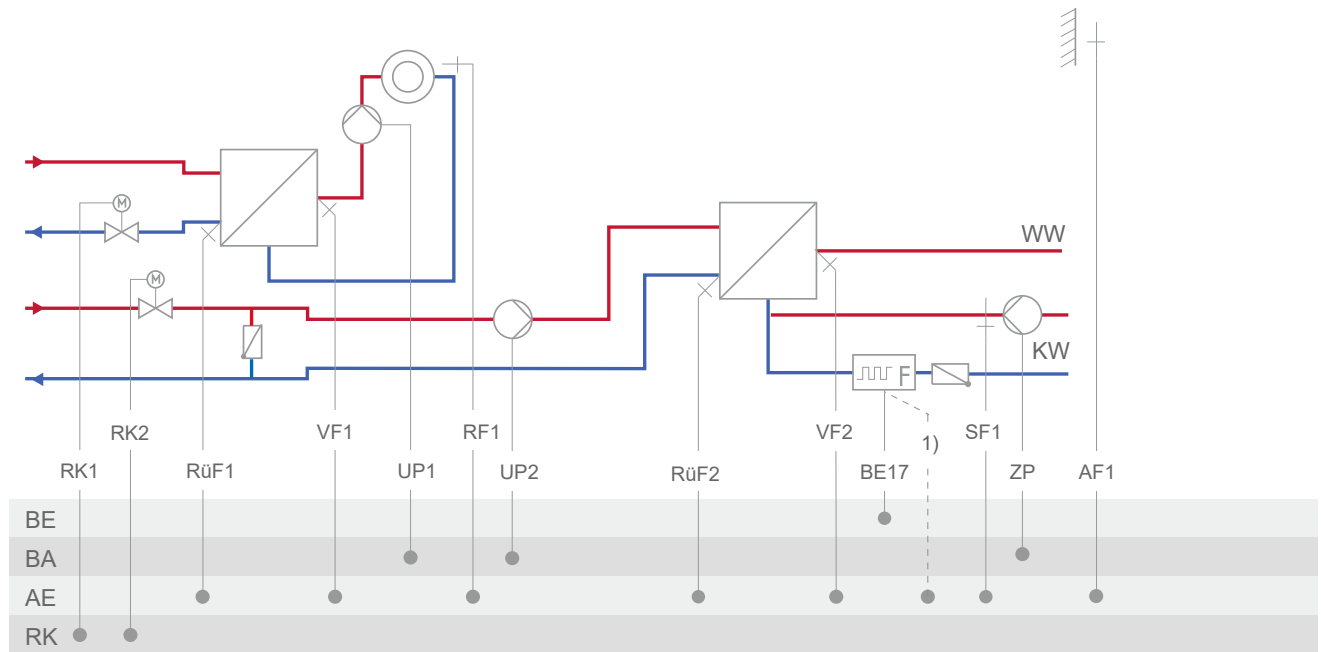 M
M
WW
F
KW
RK1
RK2
RüF1
VF1
UP1
RF1
UP2
RüF2
VF2
BE17
1)
SF1
ZP
AF1
BE
BA
AE
RK